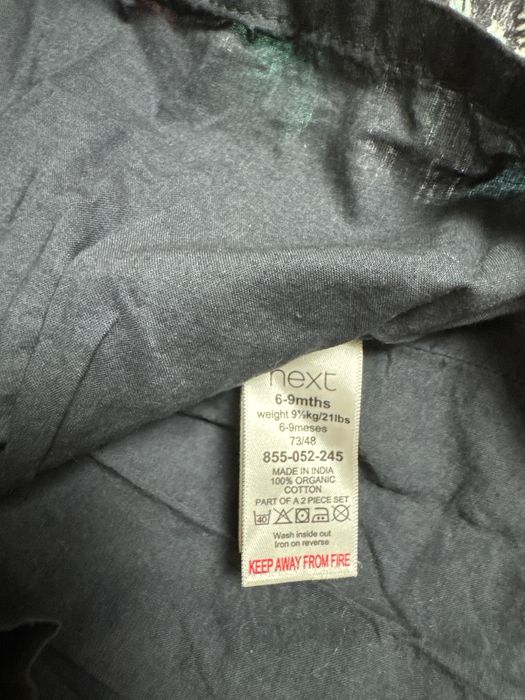 next
6-9mths
weight 9½kg/21lbs
6-9meses
73/48
855-052-245
MADE IN INDIA
100% ORGANIC
COTTON
PART OF A 2 PIECE SET
40
Wash inside out
Iron on reverse
KEEP AWAY FROM FIRE